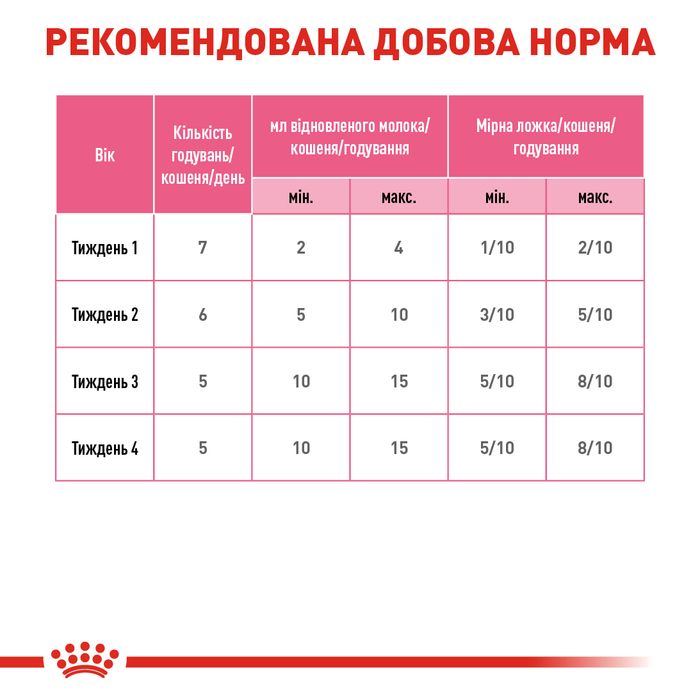 РЕКОМЕНДОВАНА ДОБОВА НОРМА
Вік
Кількість
годувань/
кошеня/день
мл відновленого молока/
кошеня/годування
Мірна ложка/кошеня/
годування
мін. макс. мін. макс.
Тиждень 1 7 2 4 1/10 2/10
Тиждень 2 6 5 10 3/10 5/10
Тиждень 3 5 10 15 5/10 8/10
Тиждень 4 5 10 15 5/10 8/10